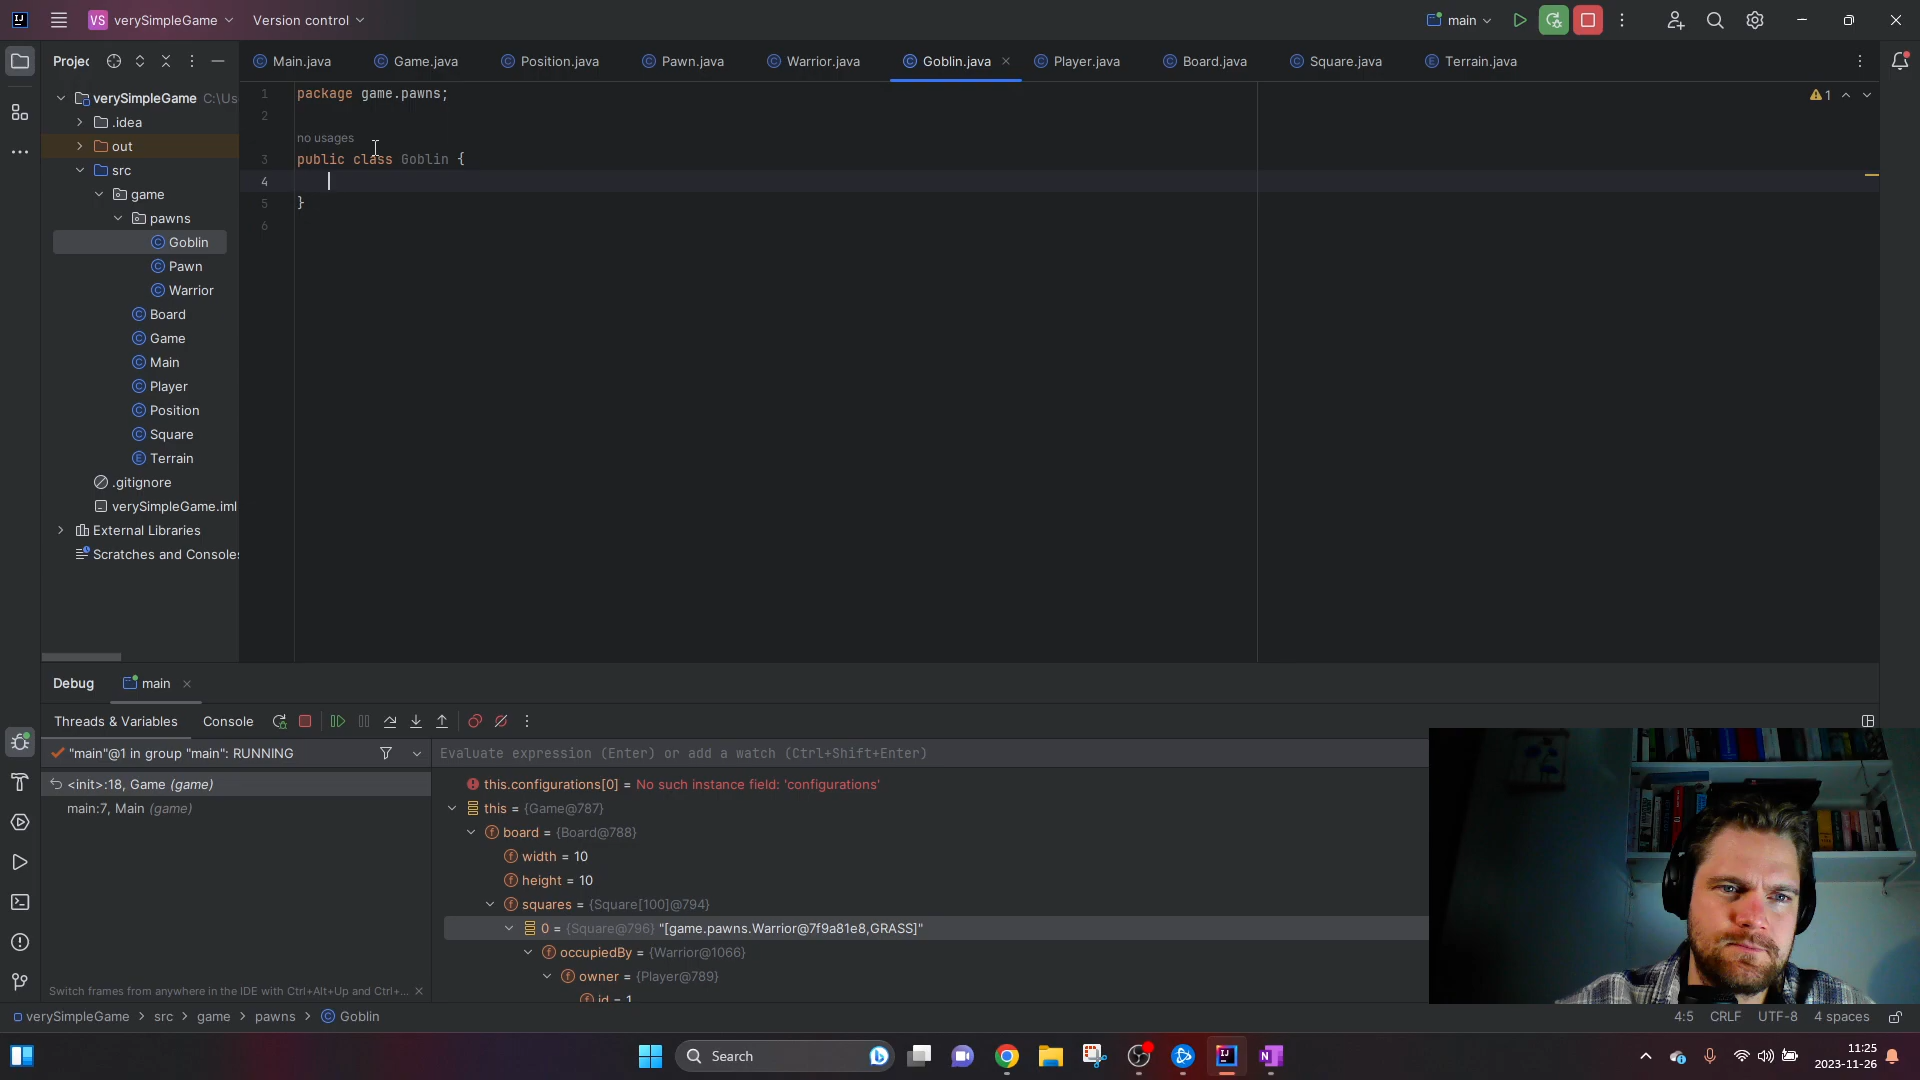 VS verySimpleGame Version control main
Project
Main.java Game.java Position.java Pawn.java Warrior.java Goblin.java Player.java Board.java Square.java Terrain.java
verySimpleGame C:\Us
.idea
out
src
game
pawns
Goblin
Pawn
Warrior
Board
Game
Main
Player
Position
Square
Terrain
.gitignore
verySimpleGame.iml
External Libraries
Scratches and Consoles
1 package game.pawns;
2
no usages
3 public class Goblin {
4
5 }
6
1
Debug main
Threads & Variables Console
"main"@1 in group "main": RUNNING
<init>:18, Game (game)
main:7, Main (game)
Switch frames from anywhere in the IDE with Ctrl+Alt+Up and Ctrl+...
Evaluate expression (Enter) or add a watch (Ctrl+Shift+Enter)
this.configurations[0] = No such instance field: 'configurations'
this = {Game@787}
board = {Board@788}
width = 10
height = 10
squares = {Square[100]@794}
0 = {Square@796} "[game.pawns.Warrior@7f9a81e8,GRASS]"
occupiedBy = {Warrior@1066}
owner = {Player@789}
id = 1
verySimpleGame > src > game > pawns > Goblin
4:5 CRLF UTF-8 4 spaces
Search
11:25
2023-11-26